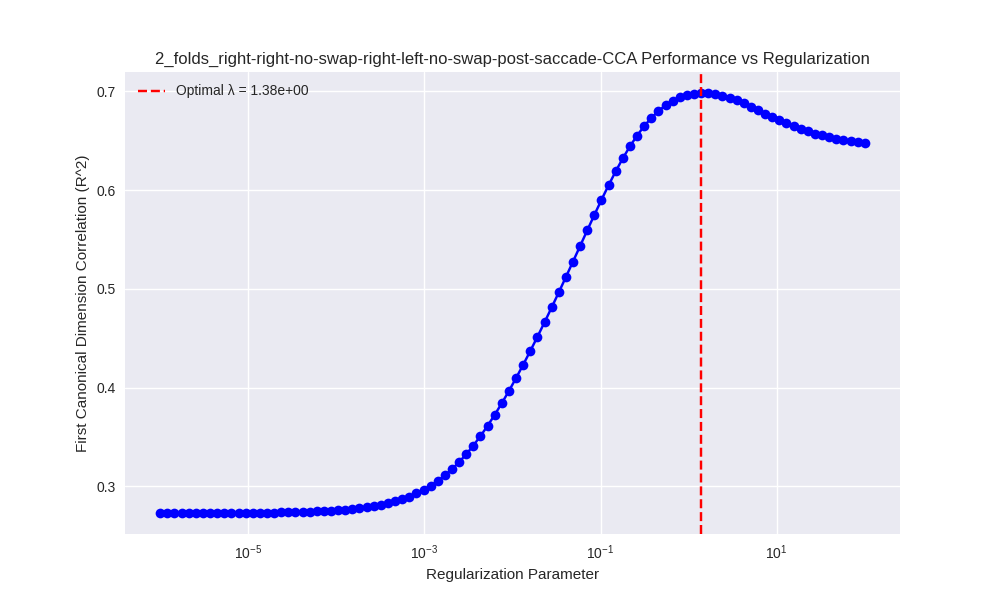 2_folds_right-right-no-swap-right-left-no-swap-post-saccade-CCA Performance vs Regularization
Optimal λ = 1.38e+00
First Canonical Dimension Correlation (R^2)
0.7
0.6
0.5
0.4
0.3
10⁻⁵
10⁻³
10⁻¹
10¹
Regularization Parameter